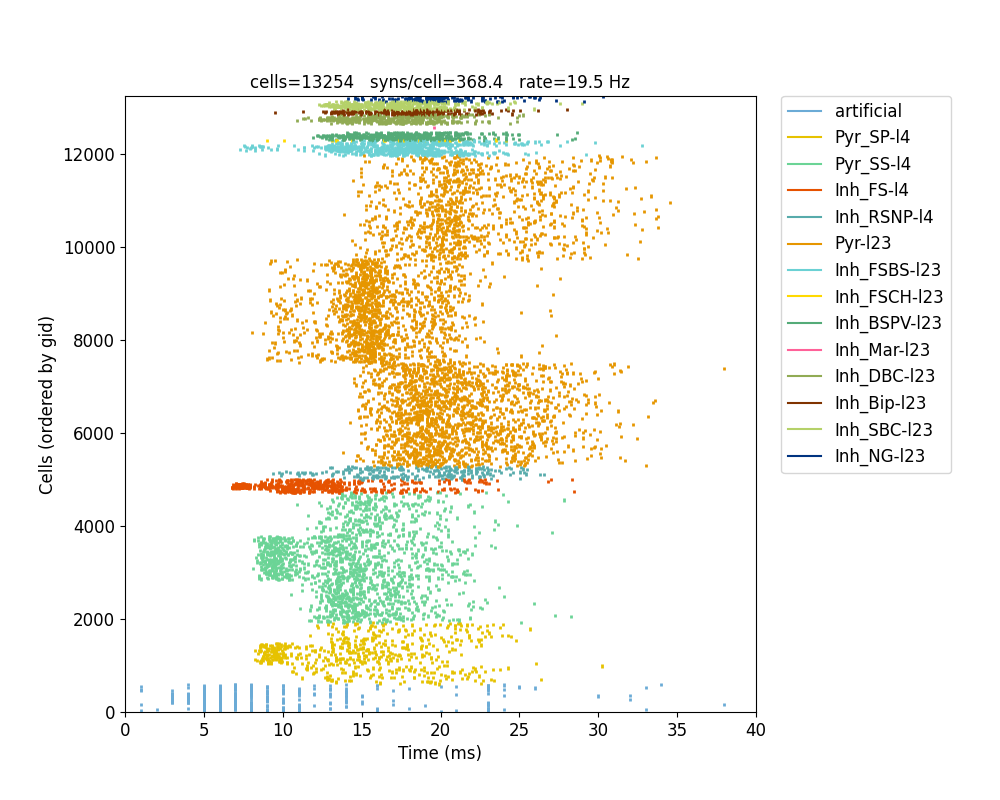 cells=13254   syns/cell=368.4   rate=19.5 Hz
Cells (ordered by gid)
12000
10000
8000
6000
4000
2000
0
0 5 10 15 20 25 30 35 40
Time (ms)
artificial
Pyr_SP-l4
Pyr_SS-l4
Inh_FS-l4
Inh_RSNP-l4
Pyr-l23
Inh_FSBS-l23
Inh_FSCH-l23
Inh_BSPV-l23
Inh_Mar-l23
Inh_DBC-l23
Inh_Bip-l23
Inh_SBC-l23
Inh_NG-l23